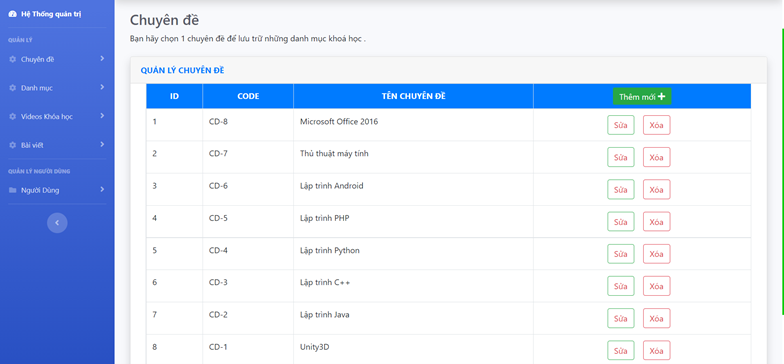 Hệ Thống quản trị
QUẢN LÝ
Chuyên đề
Danh mục
Videos Khóa học
Bài viết
QUẢN LÝ NGƯỜI DÙNG
Người Dùng
Chuyên đề
Bạn hãy chọn 1 chuyên đề để lưu trữ những danh mục khoá học .
QUẢN LÝ CHUYÊN ĐỀ
ID CODE TÊN CHUYÊN ĐỀ Thêm mới
1 CD-8 Microsoft Office 2016 Sửa Xóa
2 CD-7 Thủ thuật máy tính Sửa Xóa
3 CD-6 Lập trình Android Sửa Xóa
4 CD-5 Lập trình PHP Sửa Xóa
5 CD-4 Lập trình Python Sửa Xóa
6 CD-3 Lập trình C++ Sửa Xóa
7 CD-2 Lập trình Java Sửa Xóa
8 CD-1 Unity3D Sửa Xóa